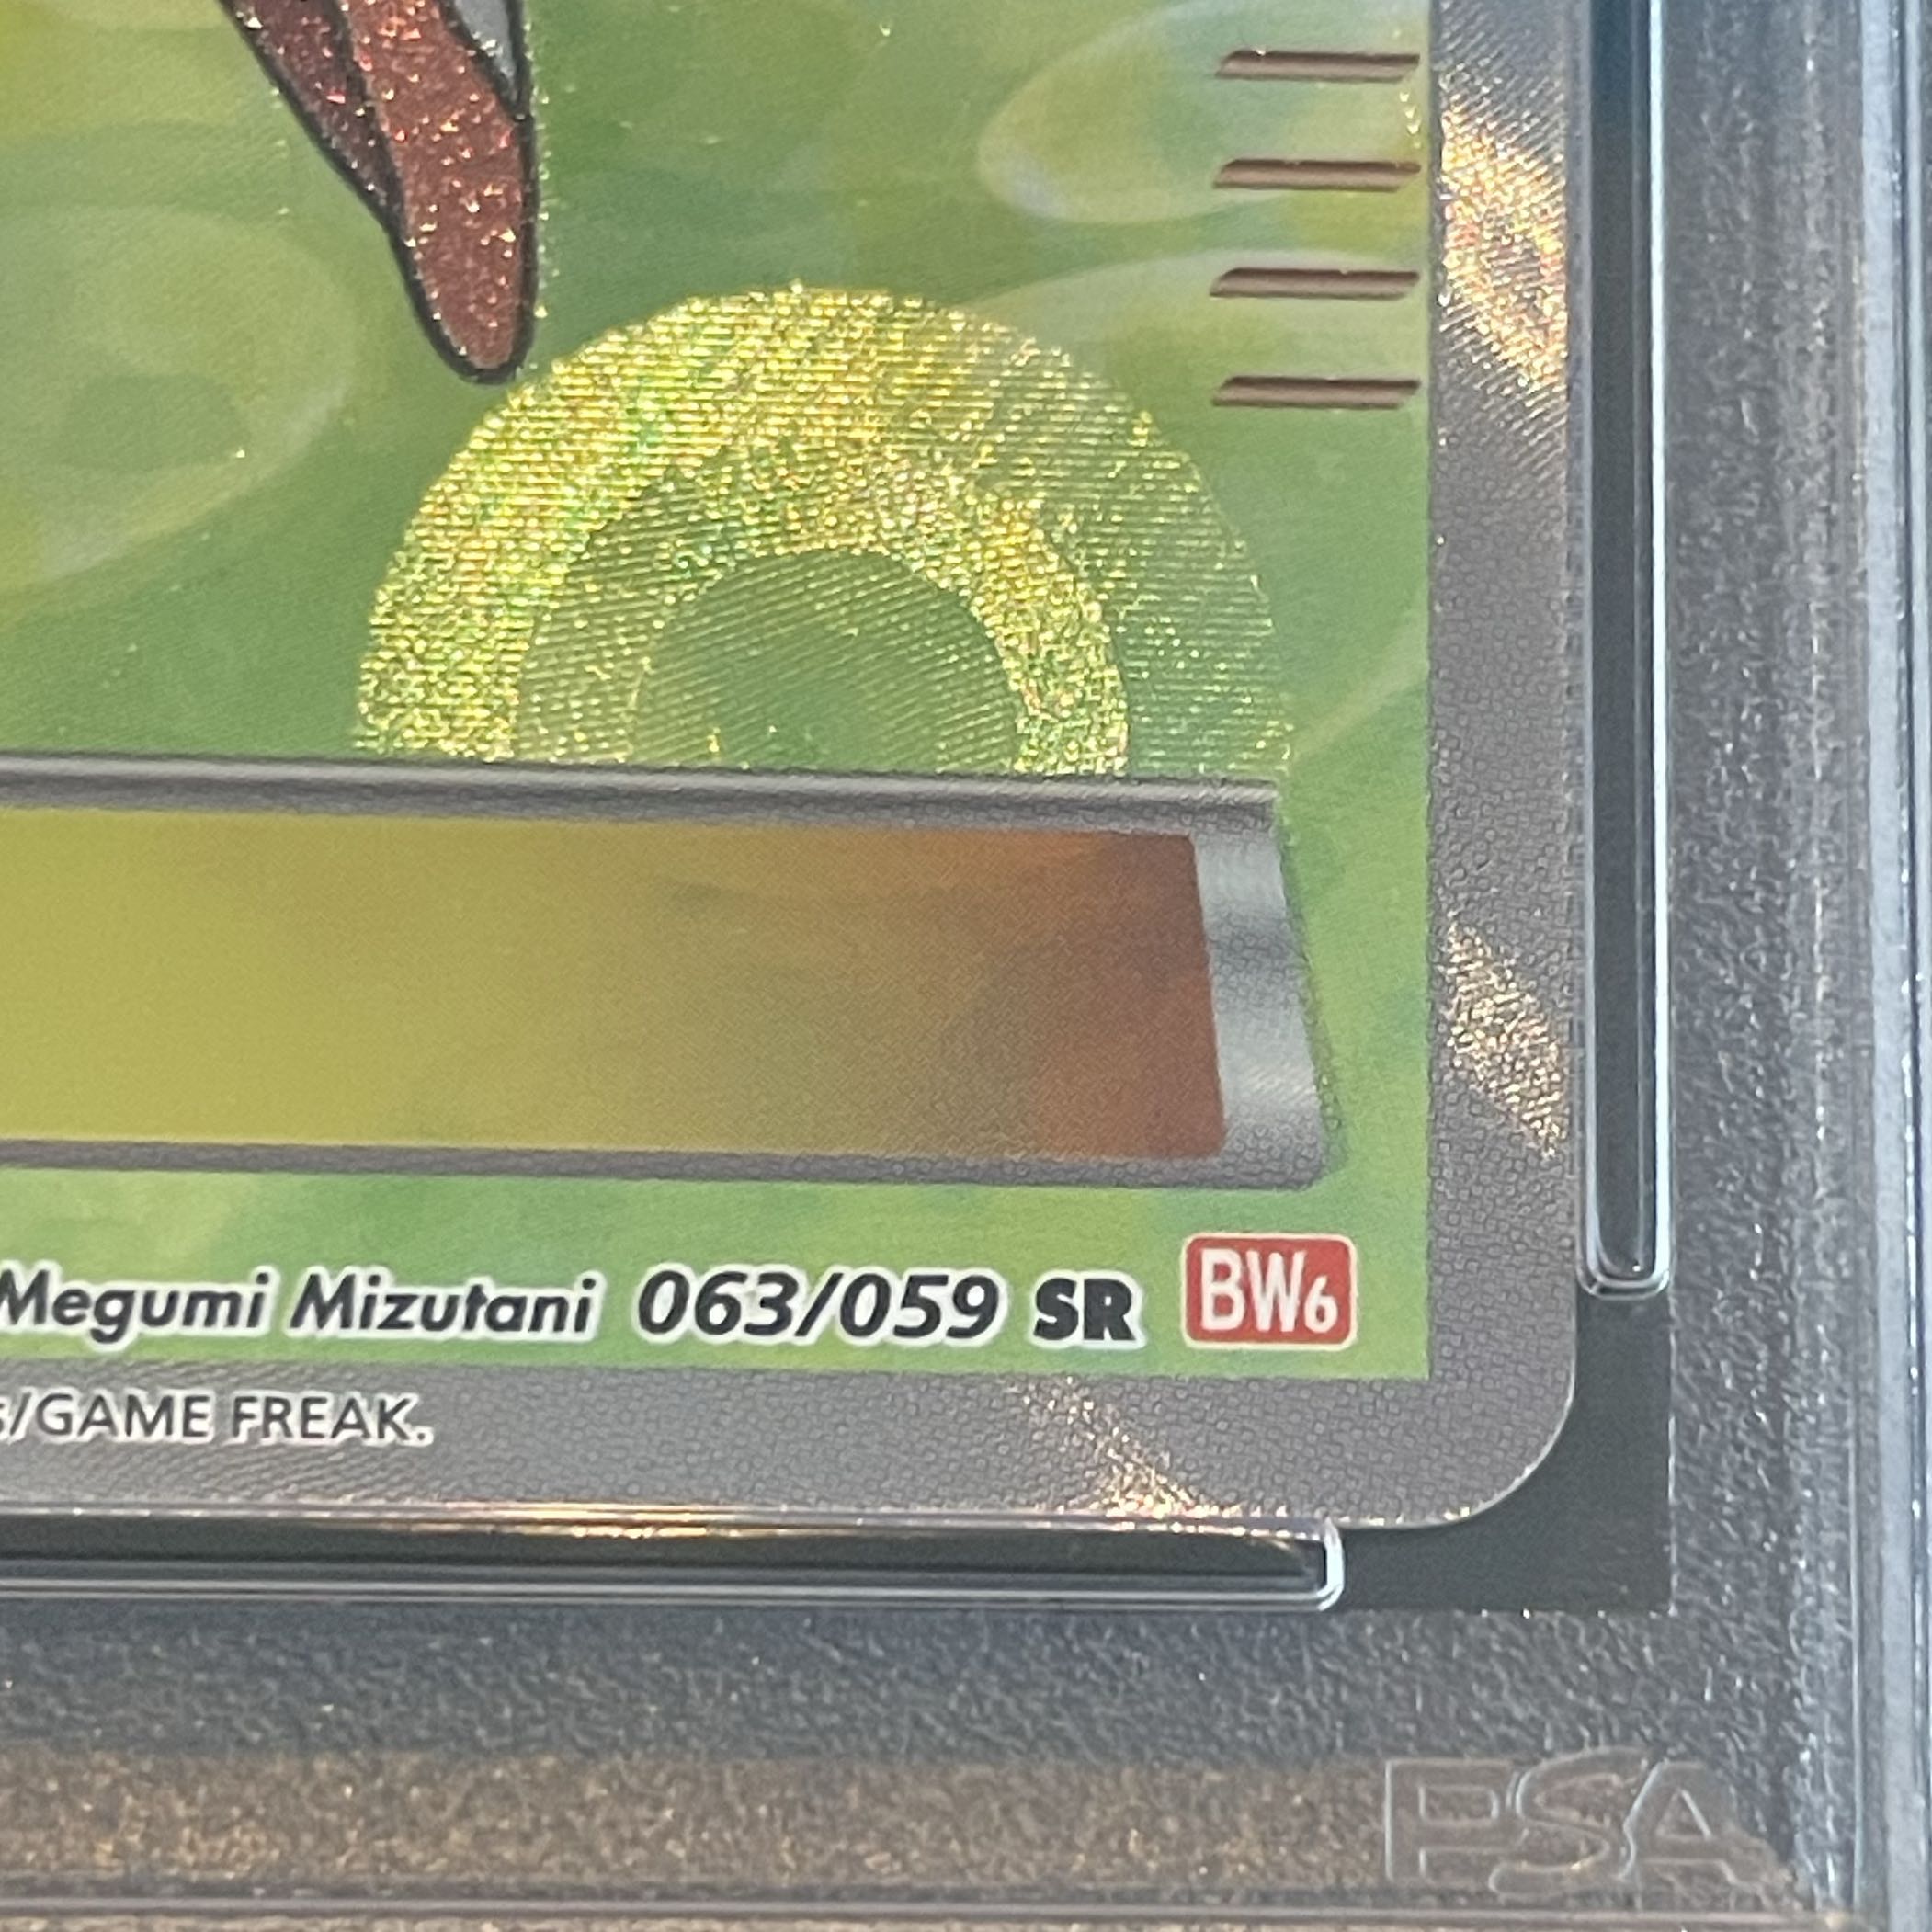 Megumi Mizutani 063/059 SR BW6
/GAME FREAK.
PSA